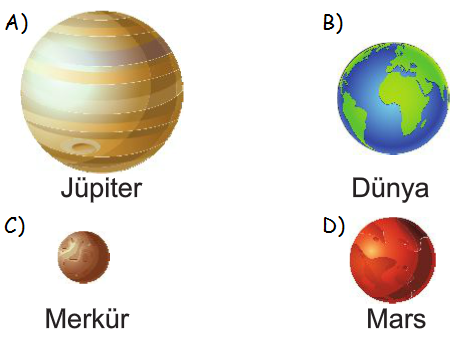 A)
B)
Jüpiter
Dünya
C)
D)
Merkür
Mars